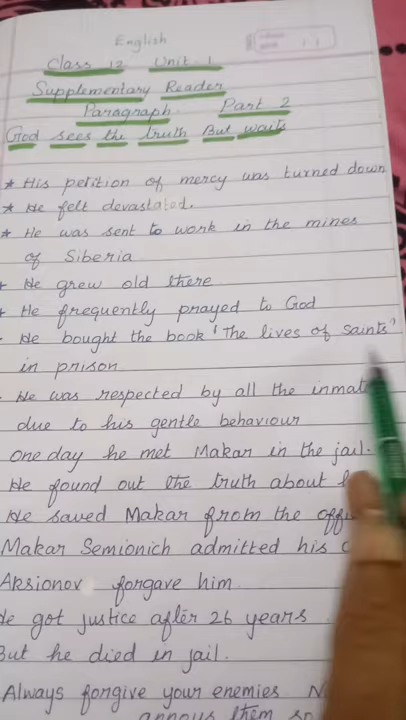 English
Class 12 Unit 1
Supplementary Reader
Paragraph Part 2
God sees the truth But waits
* His petition of mercy was turned down
* He felt devastated.
* He was sent to work in the mines
of Siberia
He grew old there
He frequently prayed to God
He bought the book 'The lives of saints'
in prison
He was respected by all the inmat
due to his gentle behaviour
One day he met Makar in the jail.
He found out the truth about
He saved Makar from the off
Makar Semionich admitted his
Aksionov forgave him
He got justice after 26 years
But he died in jail.
Always forgive your enemies N
annoys them so